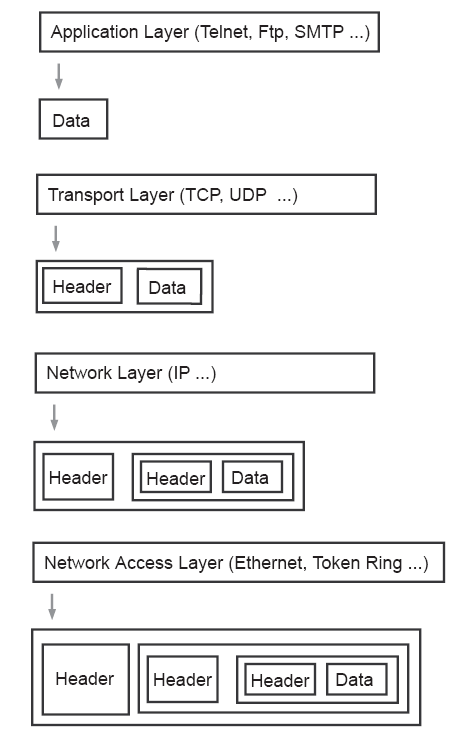 Application Layer (Telnet, Ftp, SMTP ...)
Data
Transport Layer (TCP, UDP ...)
Header Data
Network Layer (IP ...)
Header Header Data
Network Access Layer (Ethernet, Token Ring ...)
Header Header Header Data